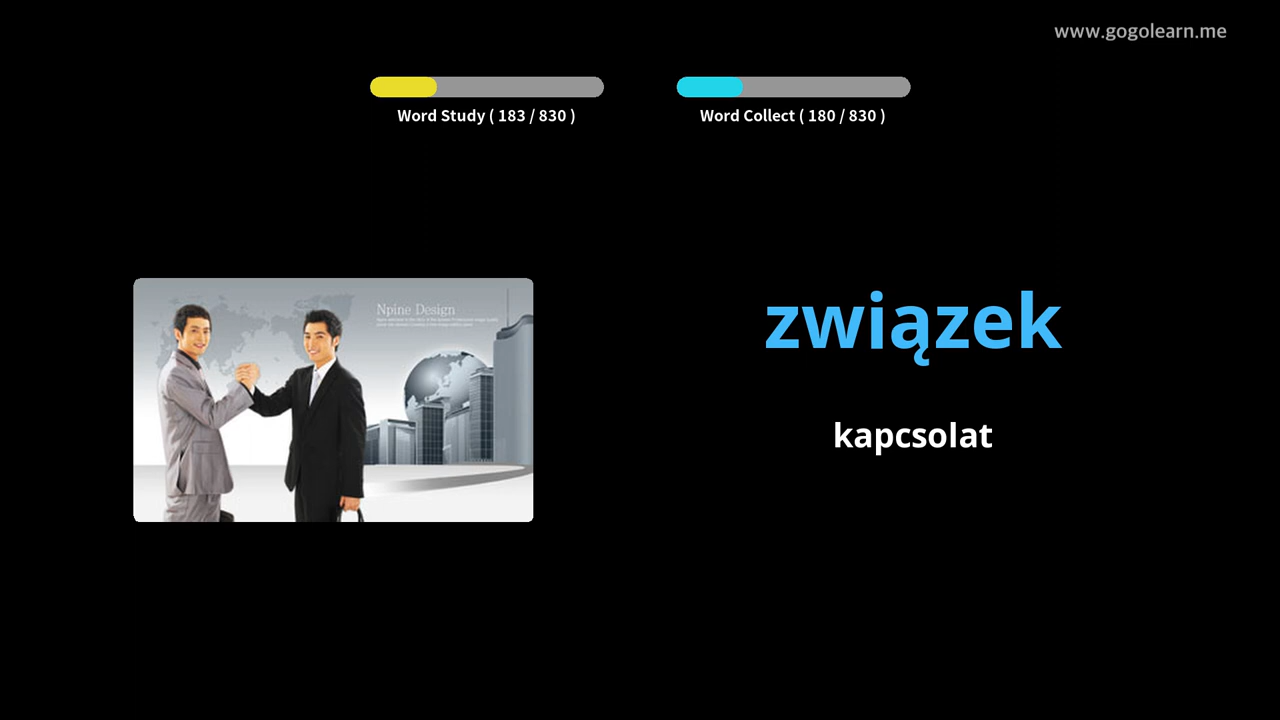 www.gogolearn.me
Word Study ( 183 / 830 )
Word Collect ( 180 / 830 )
Npine Design
związek
kapcsolat